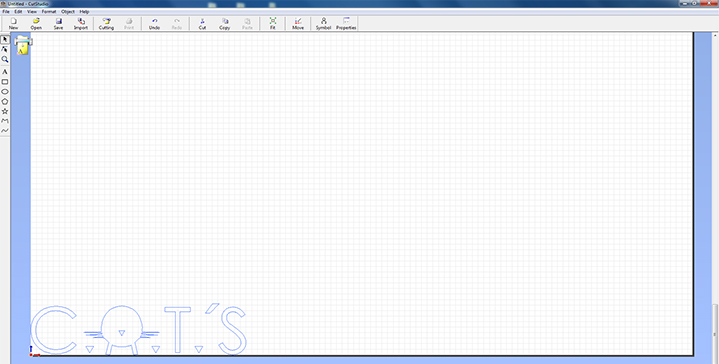 Untitled - CutStudio
File Edit View Format Object Help
New Open Save Import Cutting Print Undo Redo Cut Copy Paste Fit Move Symbol Properties
A
C.A.T.'S